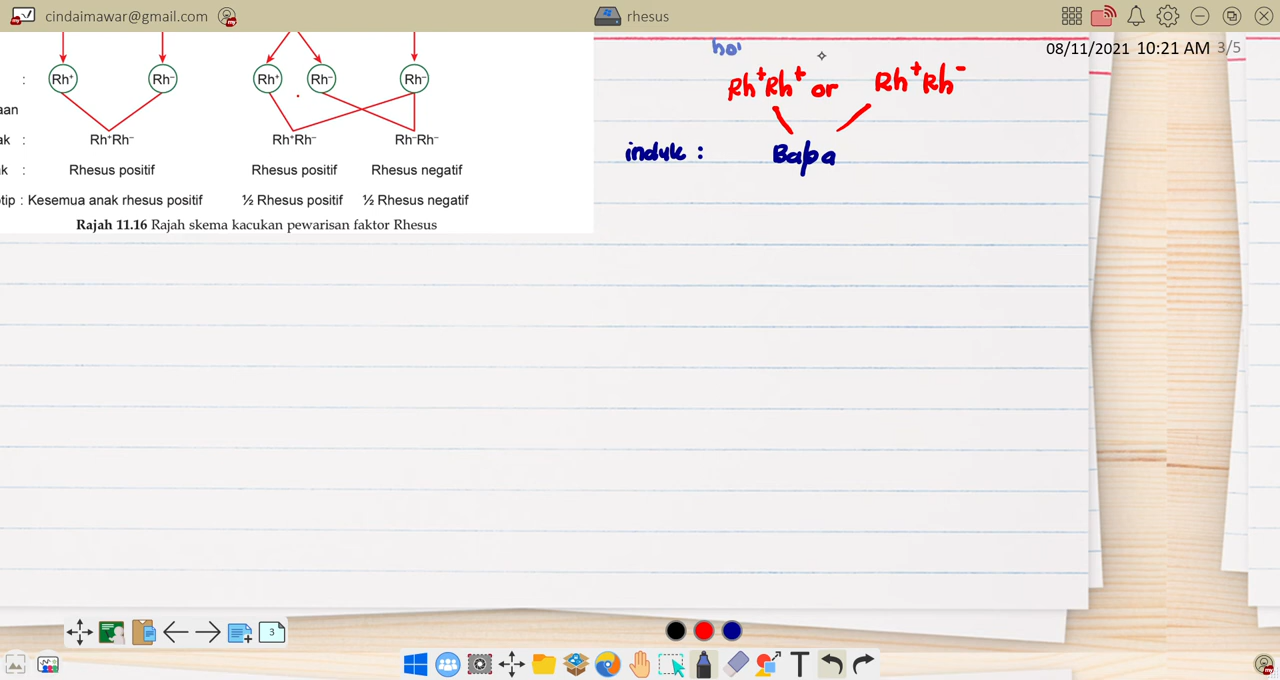 cindaimawar@gmail.com
rhesus
08/11/2021 10:21 AM 3/5
Rh⁺ Rh⁻ Rh⁺ Rh⁻ Rh⁻
: 
aan
ak : Rh⁺Rh⁻ Rh⁺Rh⁻ Rh⁻Rh⁻
k : Rhesus positif Rhesus positif Rhesus negatif
tip : Kesemua anak rhesus positif ½ Rhesus positif ½ Rhesus negatif
Rajah 11.16 Rajah skema kacukan pewarisan faktor Rhesus
Rh⁺Rh⁺ or Rh⁺Rh⁻
induk : Bapa
3